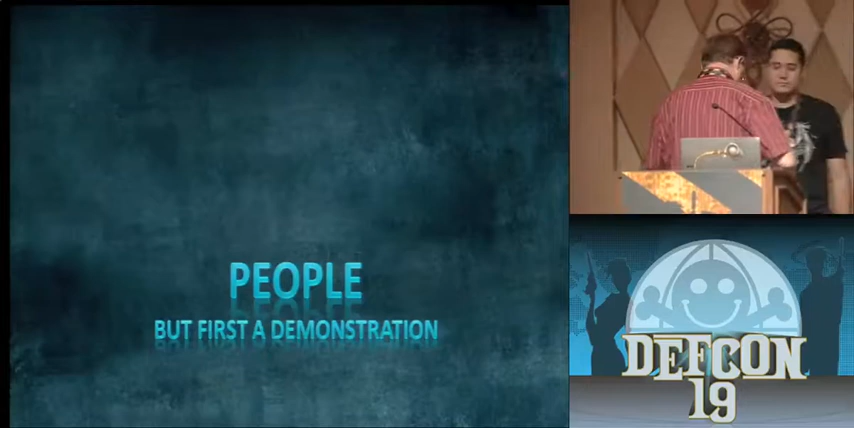 PEOPLE
BUT FIRST A DEMONSTRATION
DEFCON
19